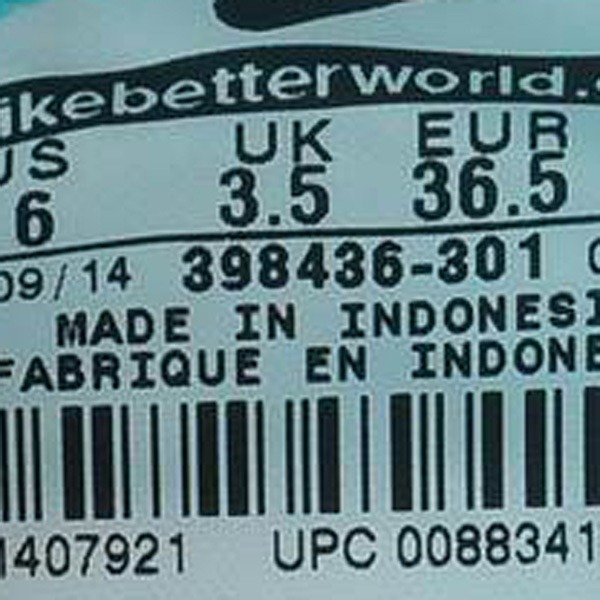 ikebetterworld.
US UK EUR
6 3.5 36.5
09/14 398436-301
MADE IN INDONESI
FABRIQUE EN INDONE
1407921 UPC 0088341